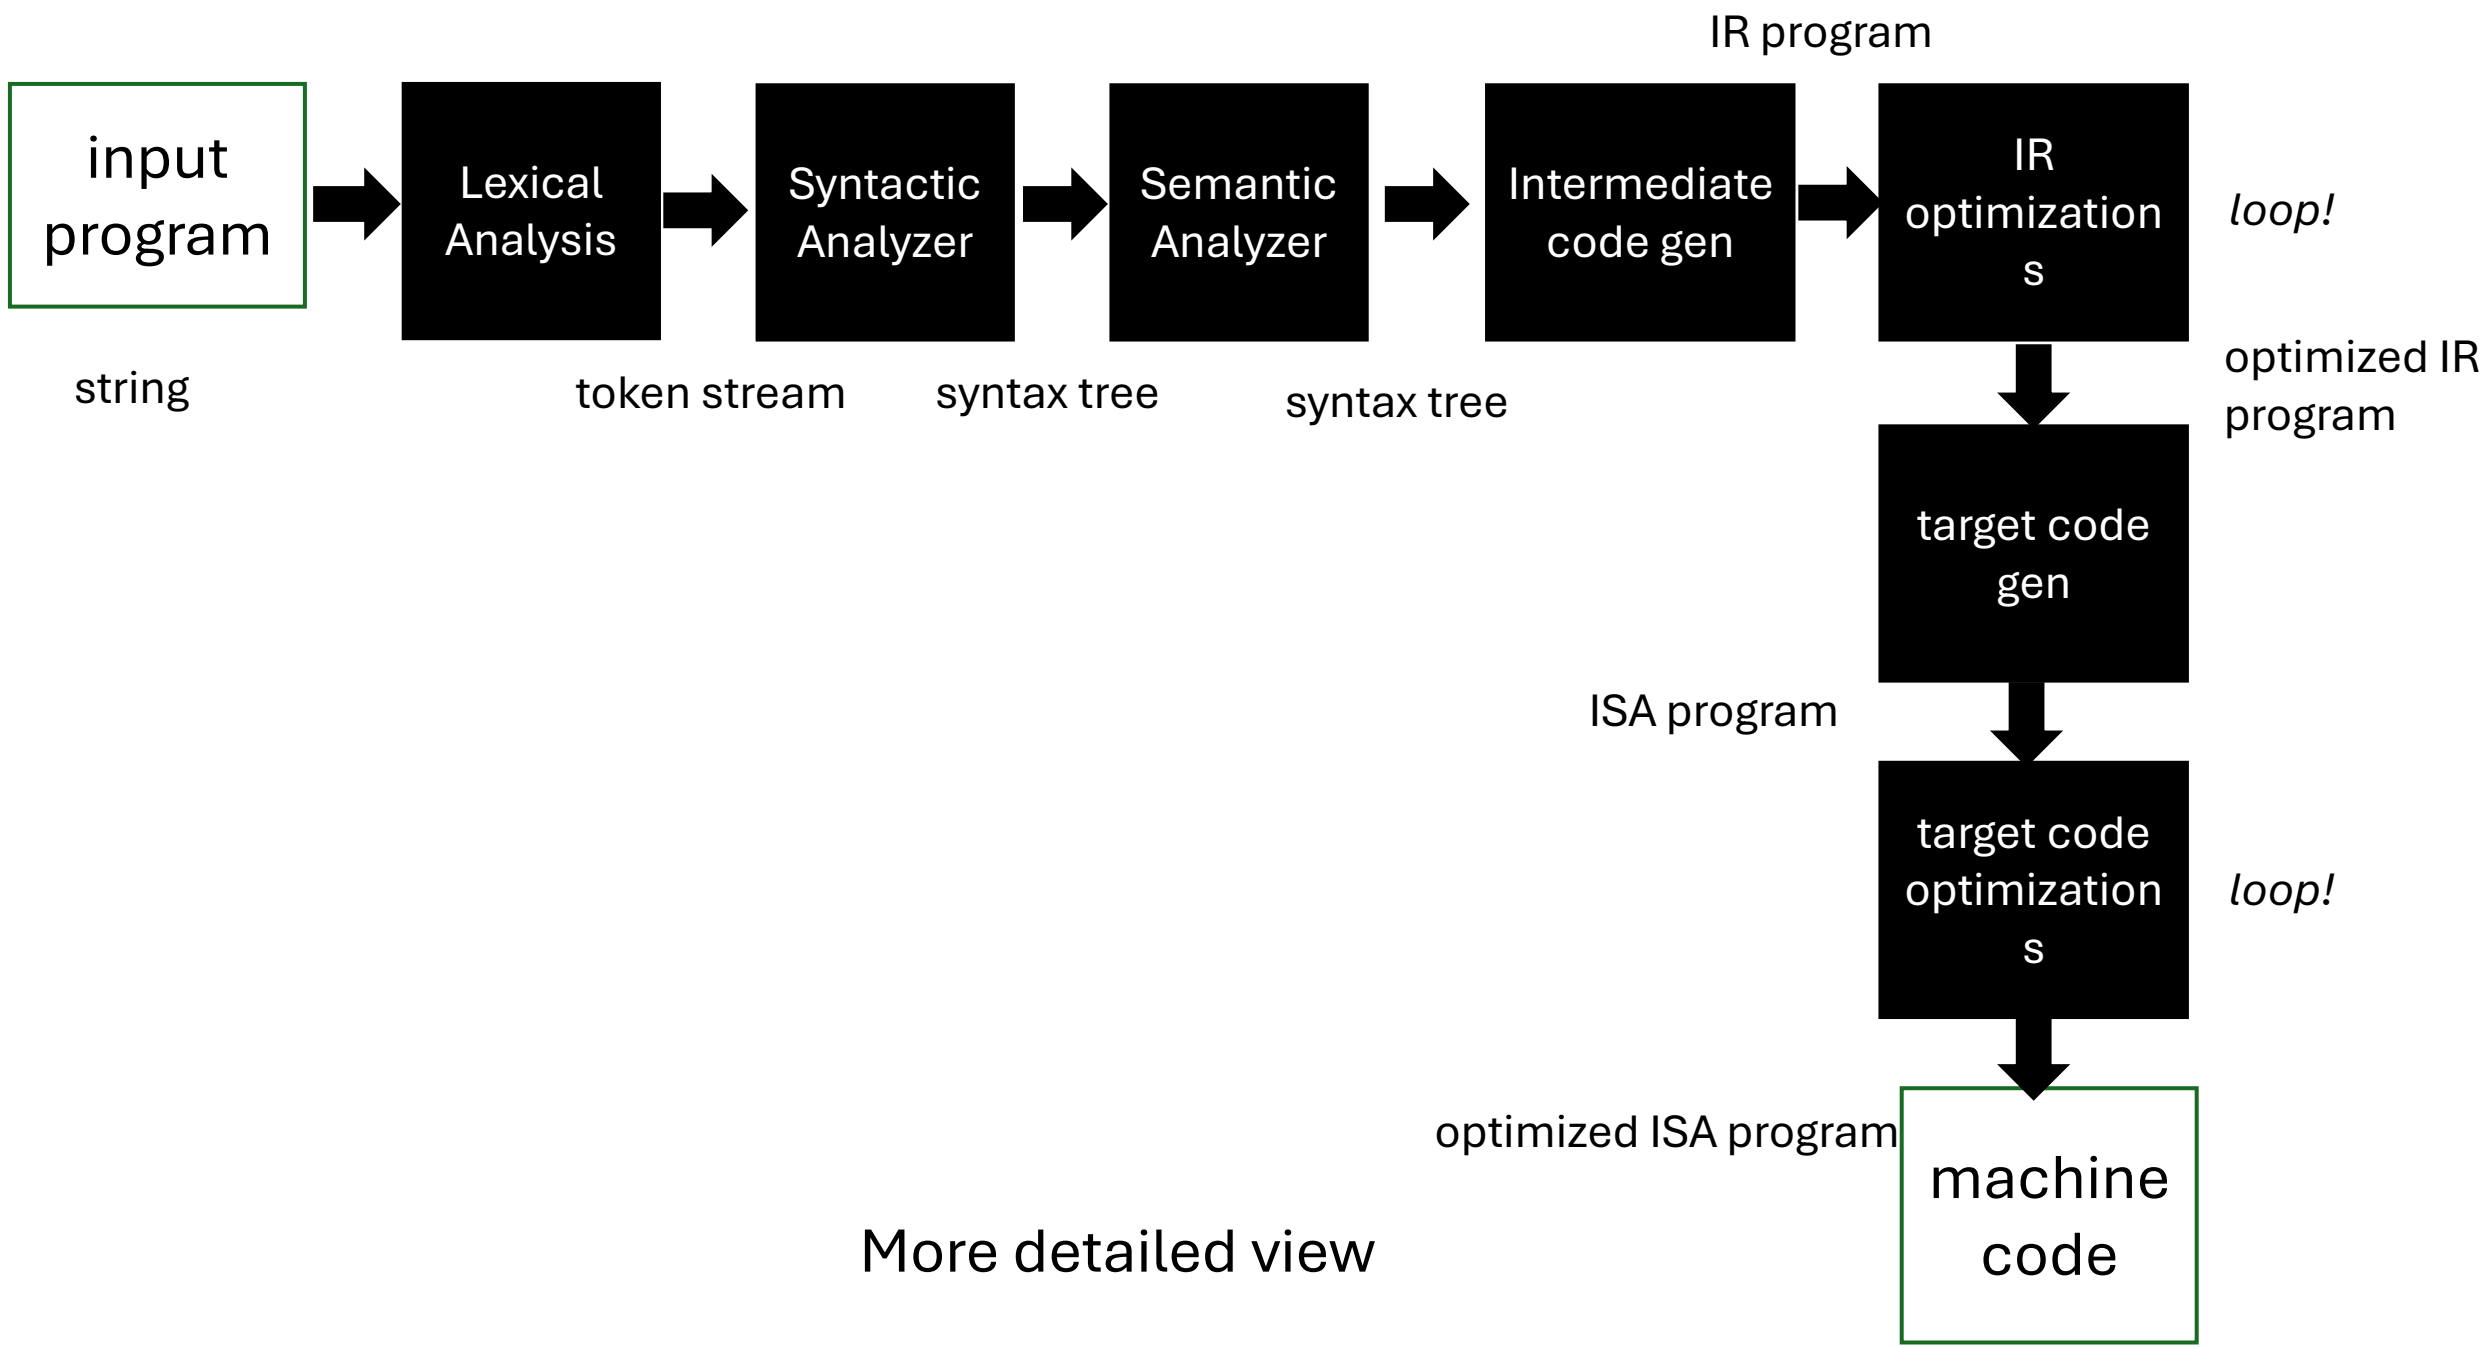 IR program
input
program
Lexical
Analysis
Syntactic
Analyzer
Semantic
Analyzer
Intermediate
code gen
IR
optimization
s
loop!
string
token stream
syntax tree
syntax tree
optimized IR
program
target code
gen
ISA program
target code
optimization
s
loop!
optimized ISA program
machine
code
More detailed view